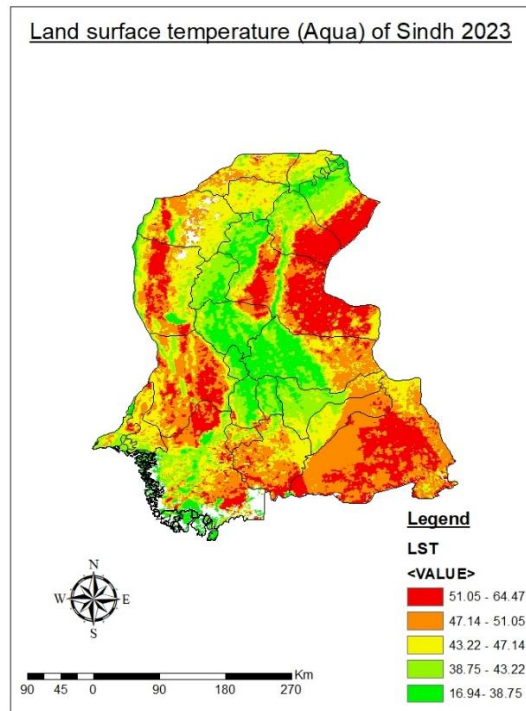 Land surface temperature (Aqua) of Sindh 2023
Legend
LST
<VALUE>
51.05 - 64.47
47.14 - 51.05
43.22 - 47.14
38.75 - 43.22
16.94- 38.75
N
W E
S
Km
90 45 0 90 180 270